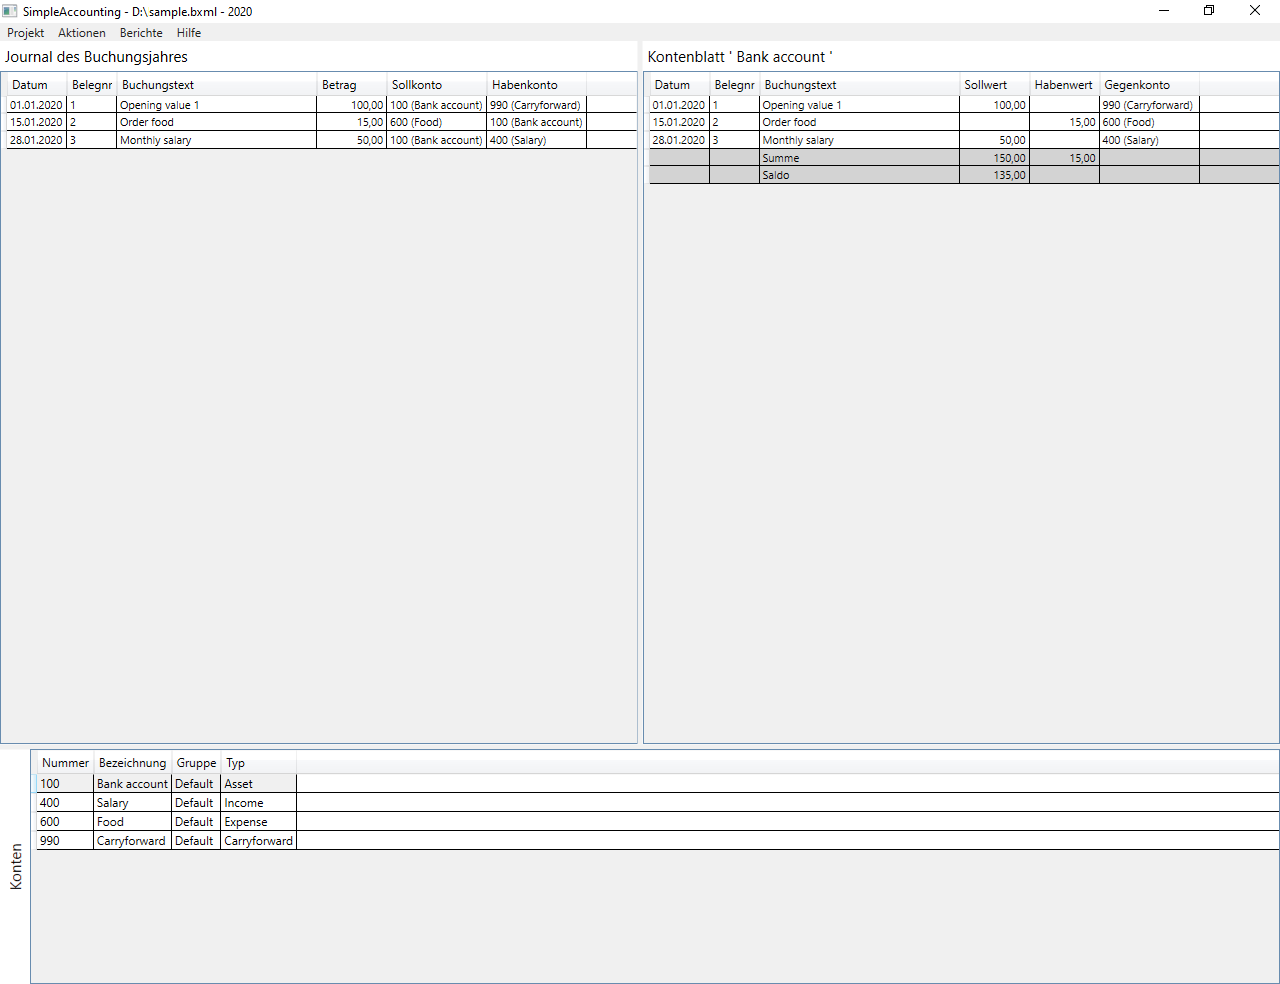 SimpleAccounting - D:\sample.bxml - 2020
Projekt Aktionen Berichte Hilfe
Journal des Buchungsjahres
Datum Belegnr Buchungstext Betrag Sollkonto Habenkonto
01.01.2020 1 Opening value 1 100,00 100 (Bank account) 990 (Carryforward)
15.01.2020 2 Order food 15,00 600 (Food) 100 (Bank account)
28.01.2020 3 Monthly salary 50,00 100 (Bank account) 400 (Salary)
Kontenblatt ' Bank account '
Datum Belegnr Buchungstext Sollwert Habenwert Gegenkonto
01.01.2020 1 Opening value 1 100,00 990 (Carryforward)
15.01.2020 2 Order food 15,00 600 (Food)
28.01.2020 3 Monthly salary 50,00 400 (Salary)
Summe 150,00 15,00
Saldo 135,00
Konten
Nummer Bezeichnung Gruppe Typ
100 Bank account Default Asset
400 Salary Default Income
600 Food Default Expense
990 Carryforward Default Carryforward